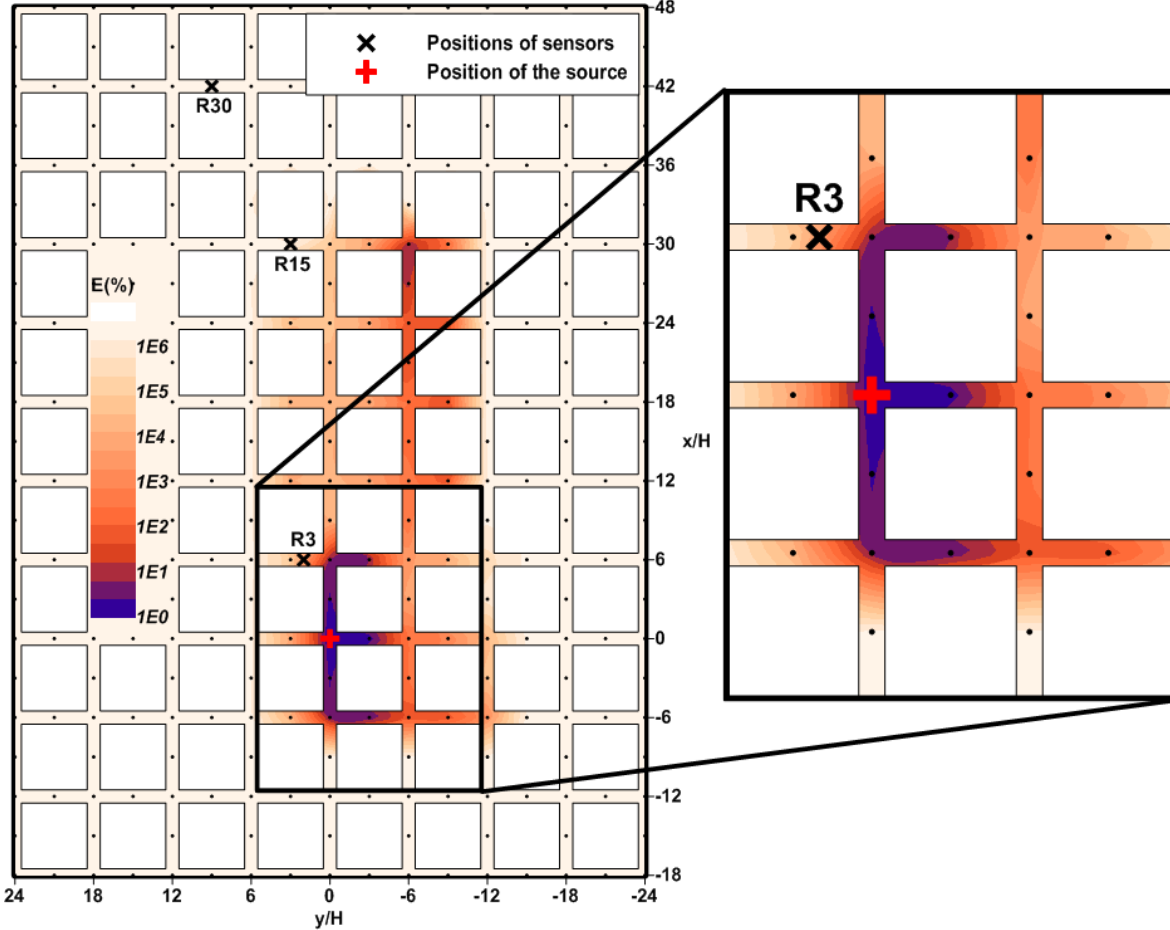 48
Positions of sensors
Position of the source
42
R30
R3
36
30
R15
E(%)
1E6
24
1E5
1E4
18
x/H
1E3
12
1E2
R3
6
1E1
1E0
0
-6
-12
-18
24 18 12 6 0 -6 -12 -18 -24
y/H